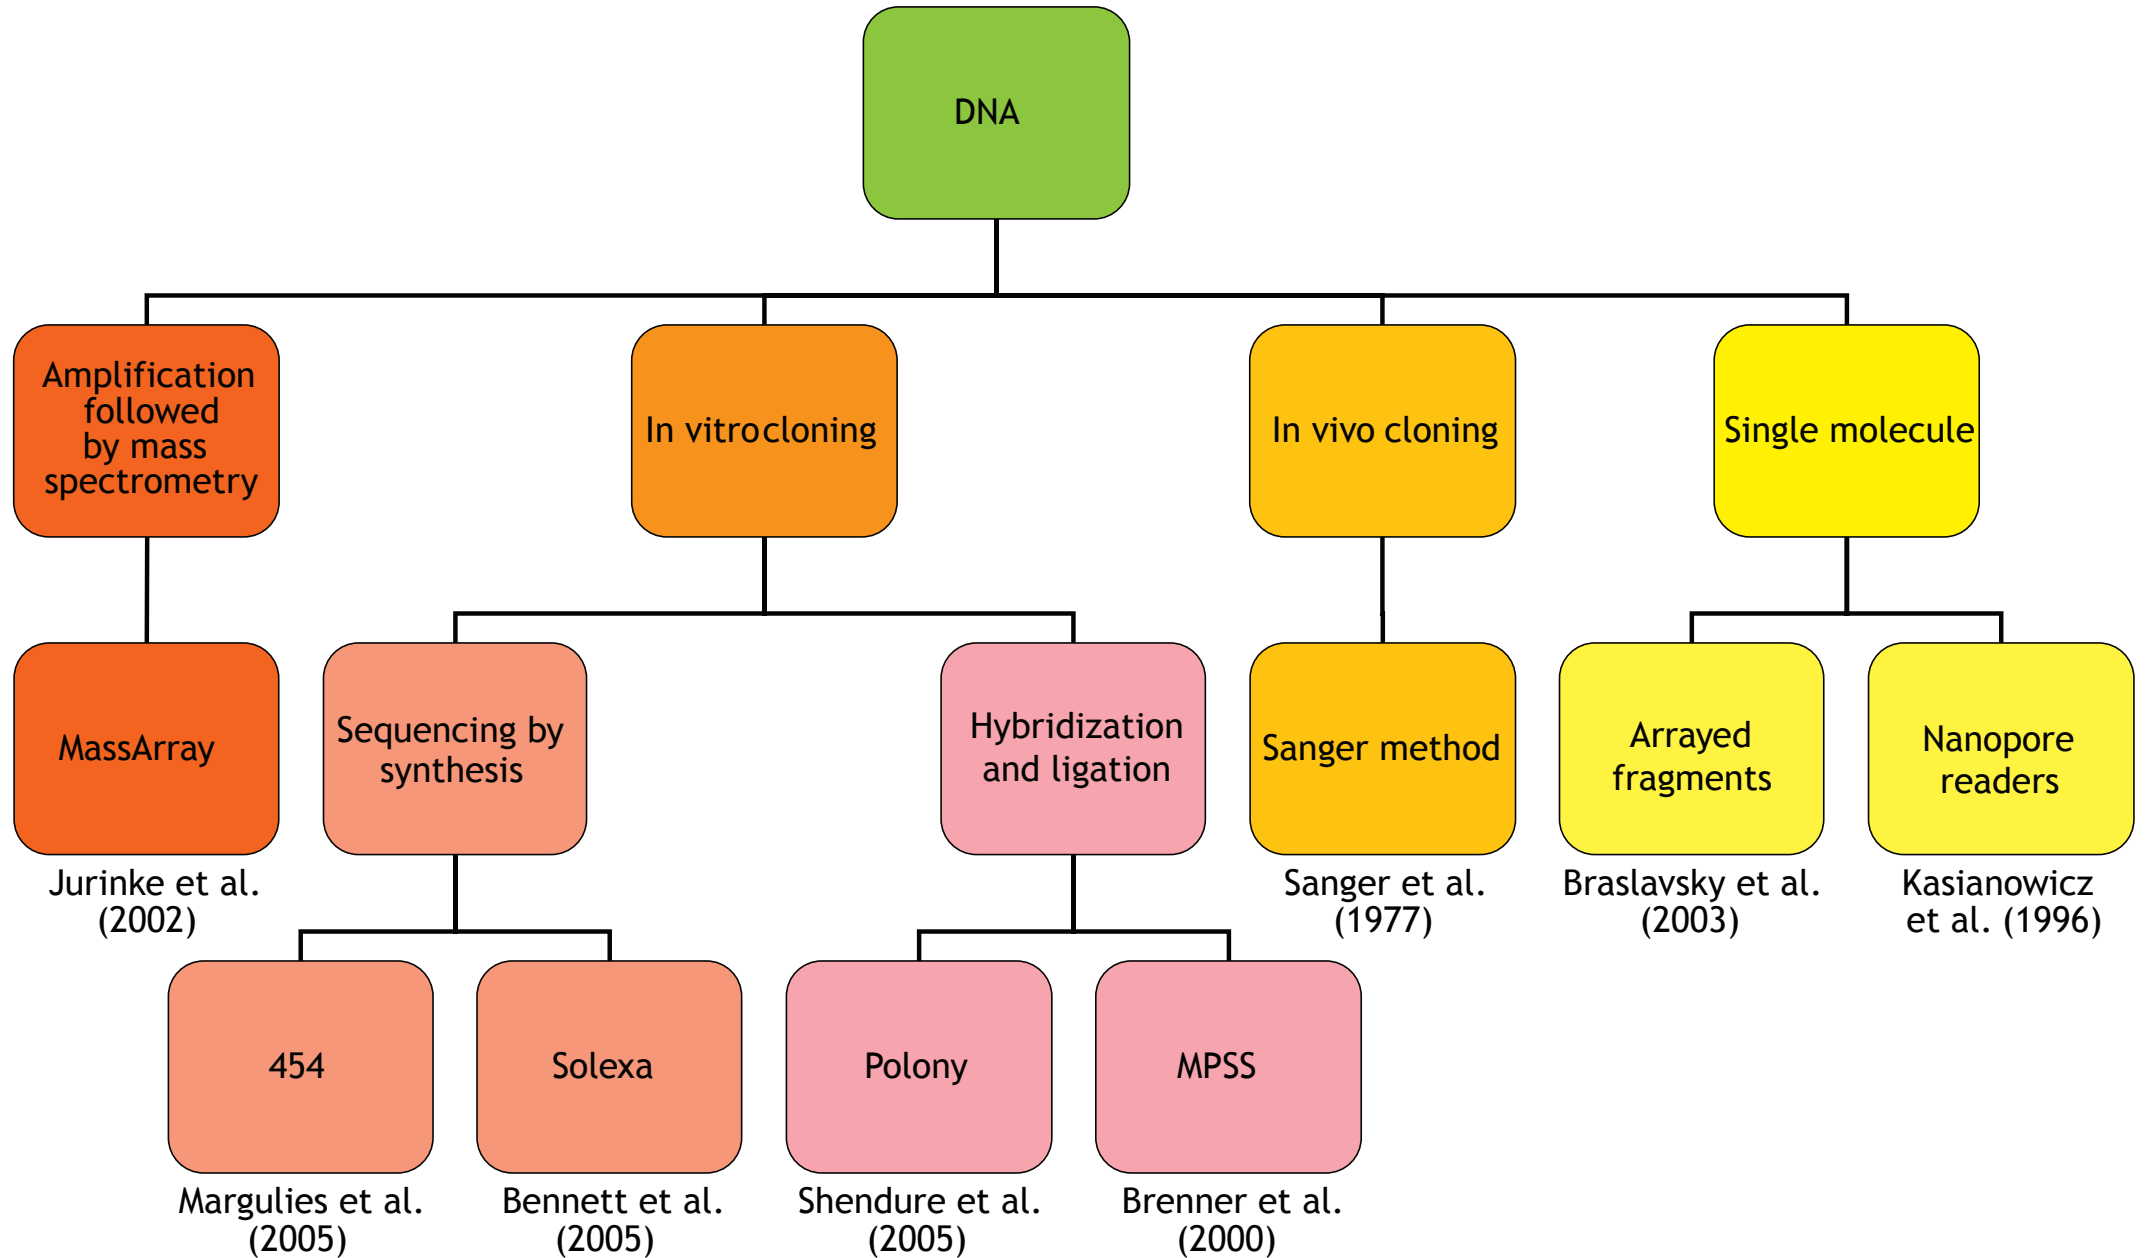 DNA
Amplification
followed
by mass
spectrometry
In vitrocloning
In vivo cloning
Single molecule
MassArray
Sequencing by
synthesis
Hybridization
and ligation
Sanger method
Arrayed
fragments
Nanopore
readers
Jurinke et al.
(2002)
Sanger et al.
(1977)
Braslavsky et al.
(2003)
Kasianowicz
et al. (1996)
454
Solexa
Polony
MPSS
Margulies et al.
(2005)
Bennett et al.
(2005)
Shendure et al.
(2005)
Brenner et al.
(2000)